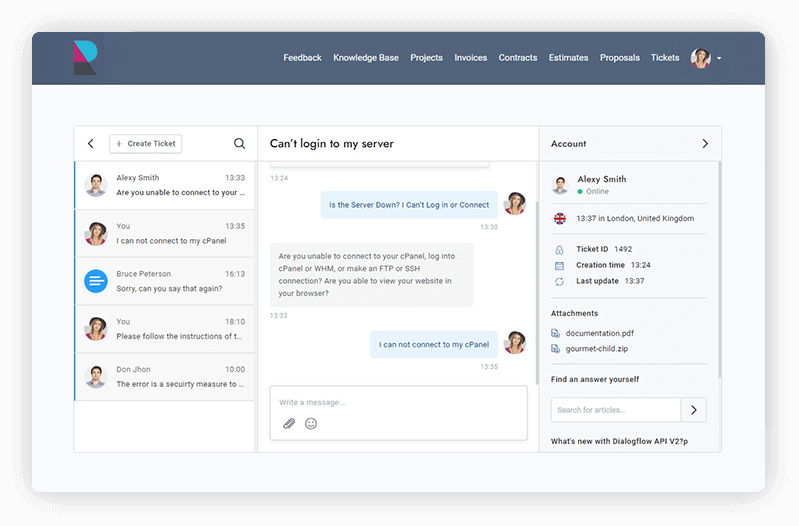 Feedback Knowledge Base Projects Invoices Contracts Estimates Proposals Tickets
Create Ticket
Alexy Smith 13:33
Are you unable to connect to your ...
You 13:35
I can not connect to my cPanel
Bruce Peterson 16:13
Sorry, can you say that again?
You 18:10
Please follow the instructions of t...
Don Jhon 10:00
The error is a secuirty measure to ...
Can't login to my server
13:24
Is the Server Down? I Can't Log in or Connect
13:30
Are you unable to connect to your cPanel, log into
cPanel or WHM, or make an FTP or SSH
connection? Are you able to view your website in
your browser?
13:33
I can not connect to my cPanel
13:35
Write a message...
Account
Alexy Smith
Online
13:37 in London, United Kingdom
Ticket ID 1492
Creation time 13:24
Last update 13:37
Attachments
documentation.pdf
gourmet-child.zip
Find an answer yourself
Search for articles...
What's new with Dialogflow API V2?p